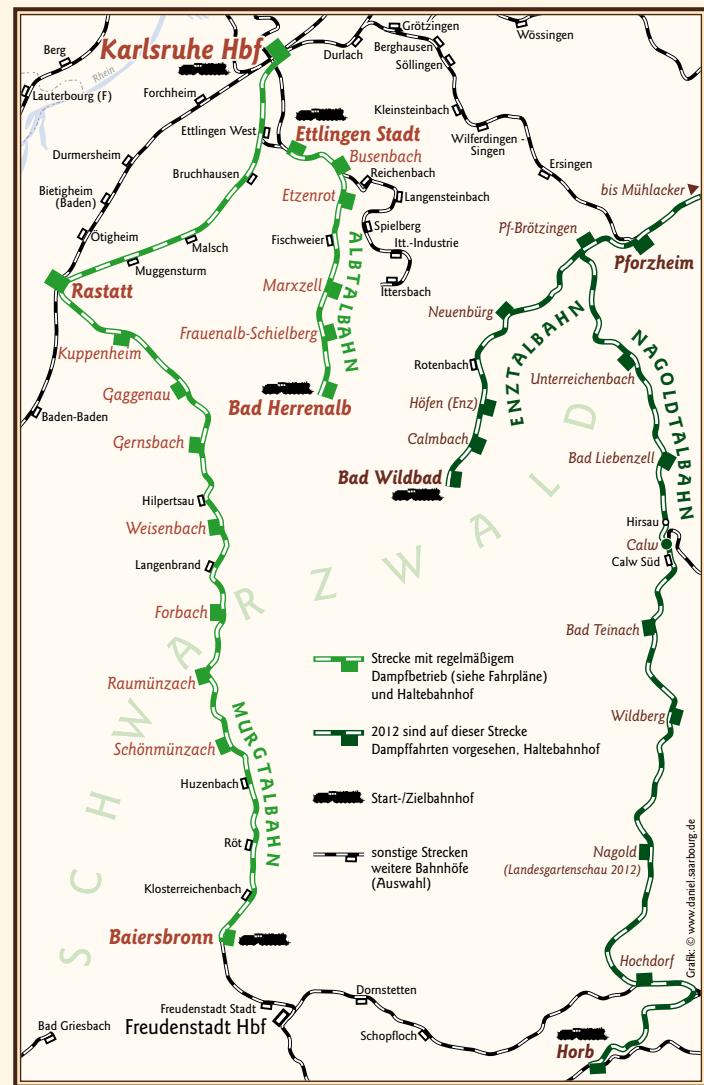 Grötzingen
Wössingen
Berg
Karlsruhe Hbf
Durlach
Berghausen
Söllingen
Rhein
Lauterbourg (F)
Forchheim
Kleinsteinbach
Ettlingen West
Ettlingen Stadt
Wilferdingen -
Singen
Durmersheim
Busenbach
Reichenbach
Ersingen
Bruchhausen
Bietigheim
(Baden)
Etzenrot
Langensteinbach
bis Mühlacker
Ötigheim
Malsch
Fischweier
Spielberg
Itt.-Industrie
Pf-Brötzingen
Muggensturm
Pforzheim
Rastatt
Marxzell
Ittersbach
ALBTALBAHN
Neuenbürg
Kuppenheim
Frauenalb-Schielberg
ENZTALBAHN
NAGOLDTALBAHN
Rotenbach
Unterreichenbach
Gaggenau
Bad Herrenalb
Höfen (Enz)
Baden-Baden
Gernsbach
Calmbach
Bad Liebenzell
Bad Wildbad
Hilpertsau
Weisenbach
Hirsau
Calw
Calw Süd
Langenbrand
SCHWARZWALD
Forbach
Bad Teinach
Raumünzach
Strecke mit regelmäßigem
Dampfbetrieb (siehe Fahrpläne)
und Haltebahnhof
MURGTALBAHN
Wildberg
Schönmünzach
2012 sind auf dieser Strecke
Dampffahrten vorgesehen, Haltebahnhof
Huzenbach
Start-/Zielbahnhof
Röt
sonstige Strecken
weitere Bahnhöfe
(Auswahl)
Nagold
(Landesgartenschau 2012)
Klosterreichenbach
Baiersbronn
Hochdorf
Dornstetten
Freudenstadt Stadt
Freudenstadt Hbf
Bad Griesbach
Schopfloch
Horb
Grafik: © www.daniel.saarbourg.de